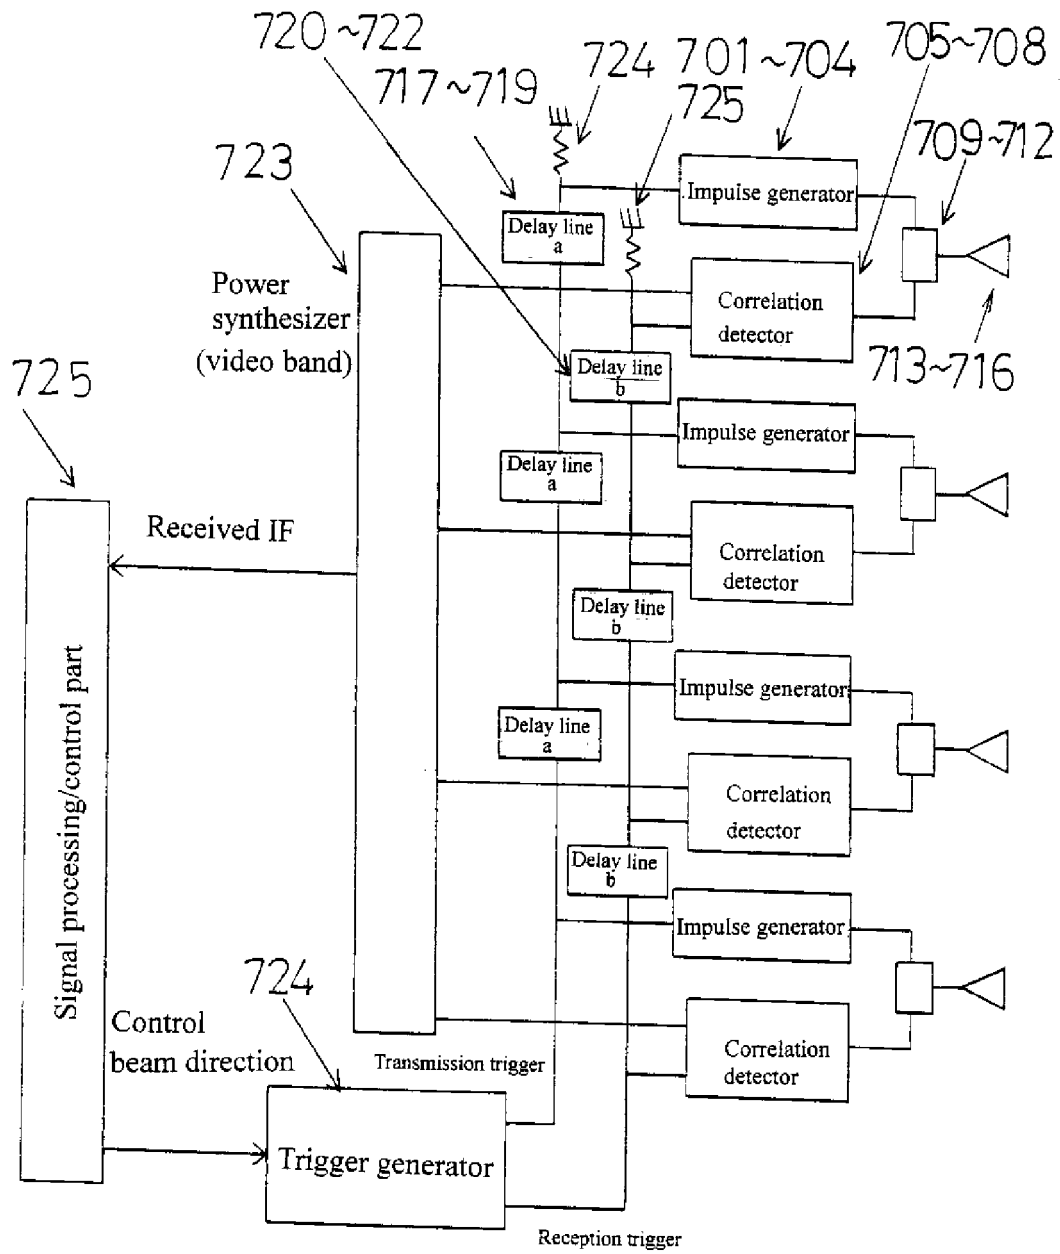 720~722
717~719
724
701~704
725
705~708
709~712
723
Impulse generator
Delay line
a
Power
synthesizer
(video band)
Correlation
detector
713~716
725
Delay line
b
Impulse generator
Delay line
a
Received IF
Correlation
detector
Delay line
b
Impulse generator
Delay line
a
Signal processing/control part
Correlation
detector
Delay line
b
Impulse generator
724
Control
beam direction
Transmission trigger
Correlation
detector
Trigger generator
Reception trigger